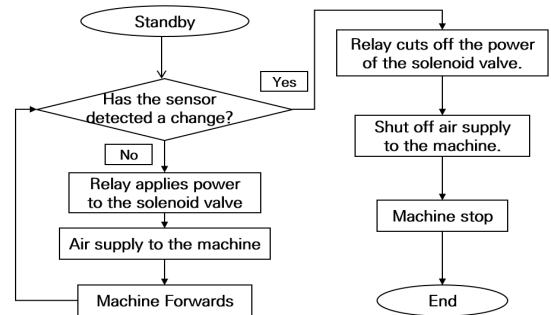 Standby
Has the sensor
detected a change?
Yes
No
Relay applies power
to the solenoid valve
Air supply to the machine
Machine Forwards
Relay cuts off the power
of the solenoid valve.
Shut off air supply
to the machine.
Machine stop
End